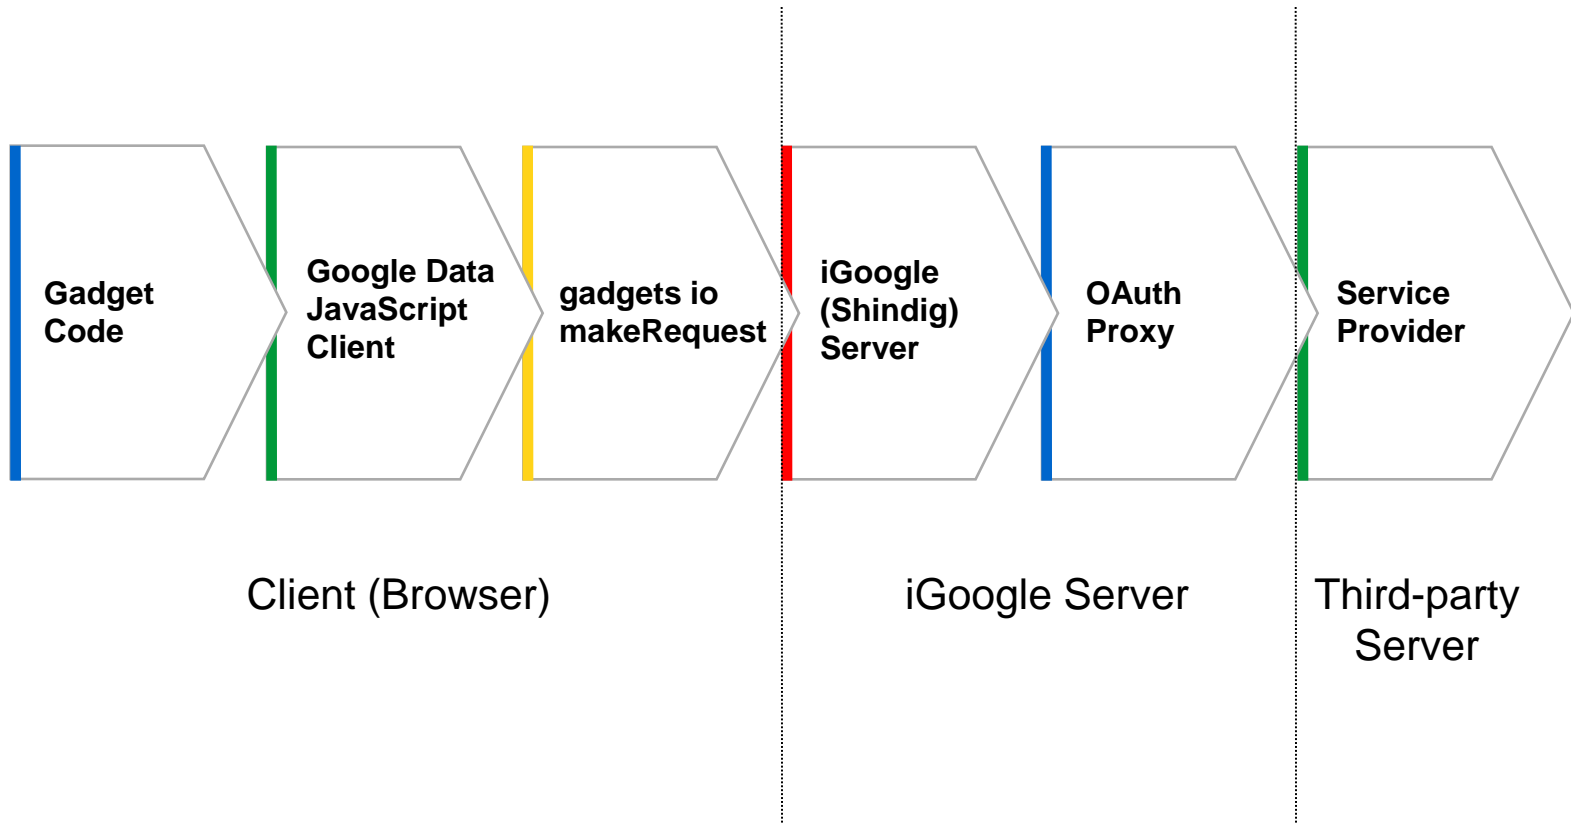 Gadget
Code
Google Data
JavaScript
Client
gadgets io
makeRequest
iGoogle
(Shindig)
Server
OAuth
Proxy
Service
Provider
Client (Browser)
iGoogle Server
Third-party
Server